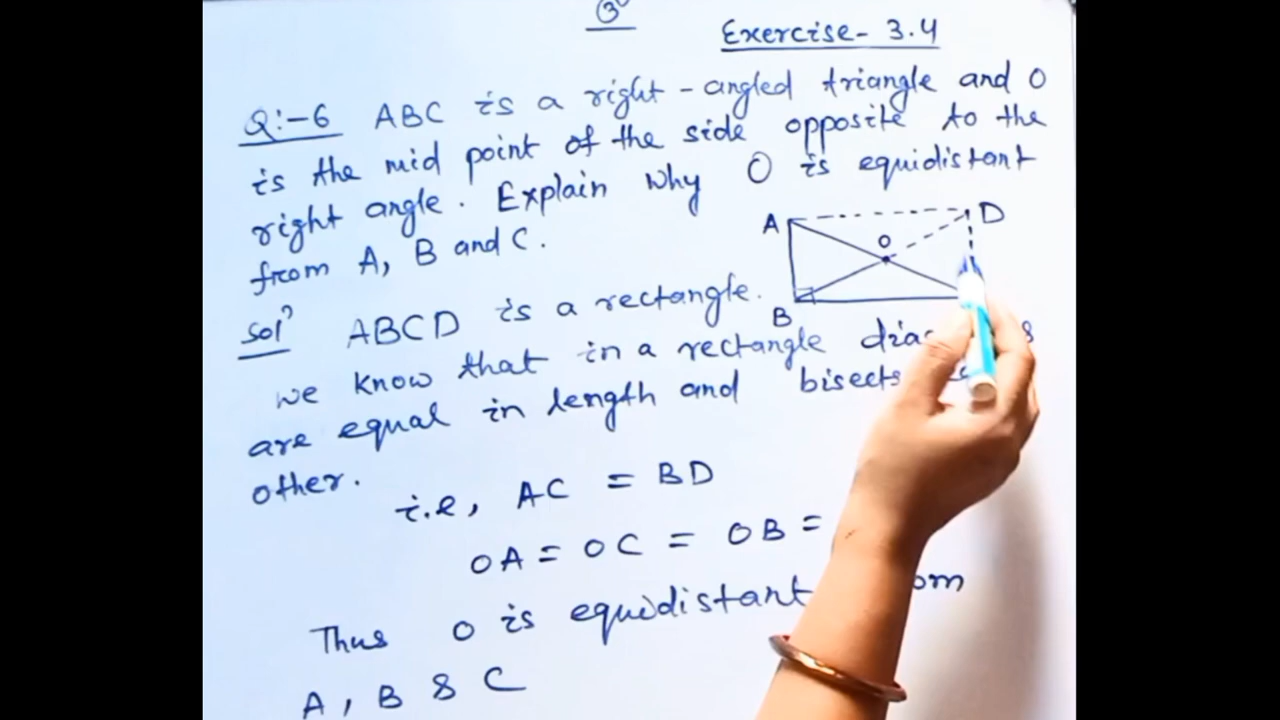 3
Exercise - 3.4
Q:-6 ABC is a right-angled triangle and O
is the mid point of the side opposite to the
right angle. Explain why O is equidistant
from A, B and C.
A D
O
B
Sol? ABCD is a rectangle.
we know that in a rectangle
are equal in length and bisects
other.
i.e, AC = BD
OA = OC = OB =
Thus O is equidistant
A, B & C